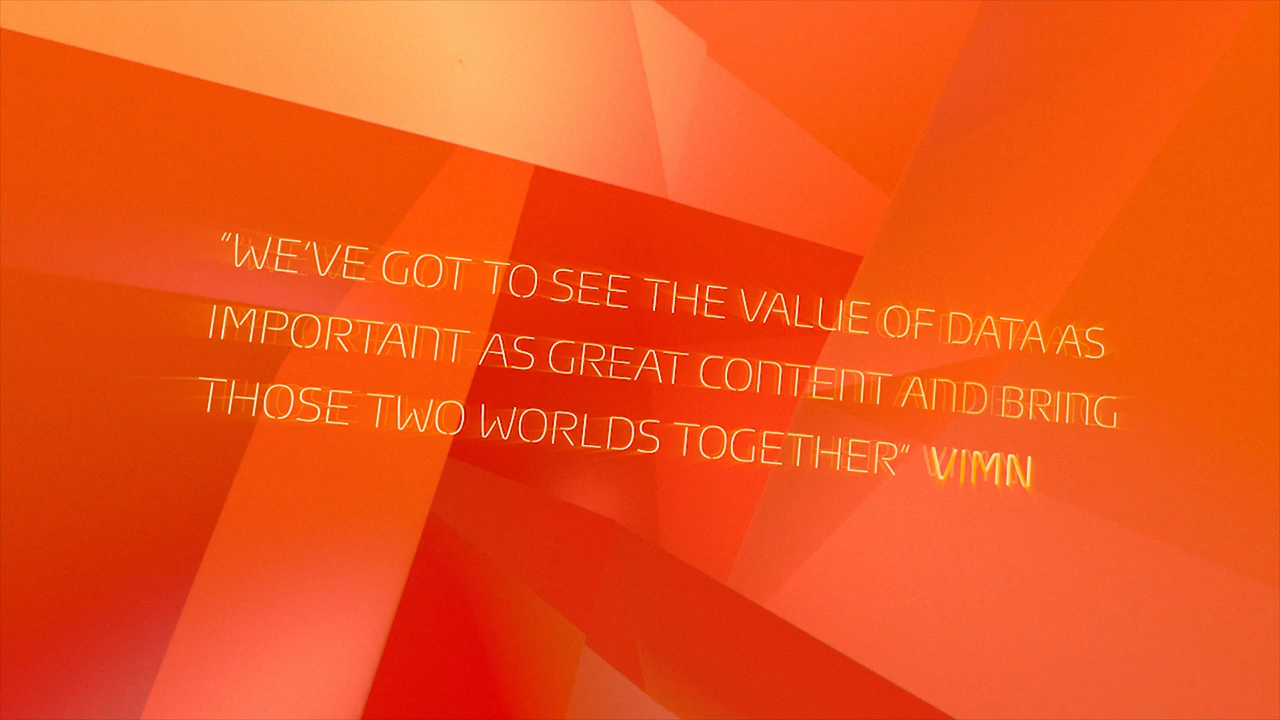 “WE’VE GOT TO SEE THE VALUE OF DATA AS
IMPORTANT AS GREAT CONTENT AND BRING
THOSE TWO WORLDS TOGETHER” VIMN